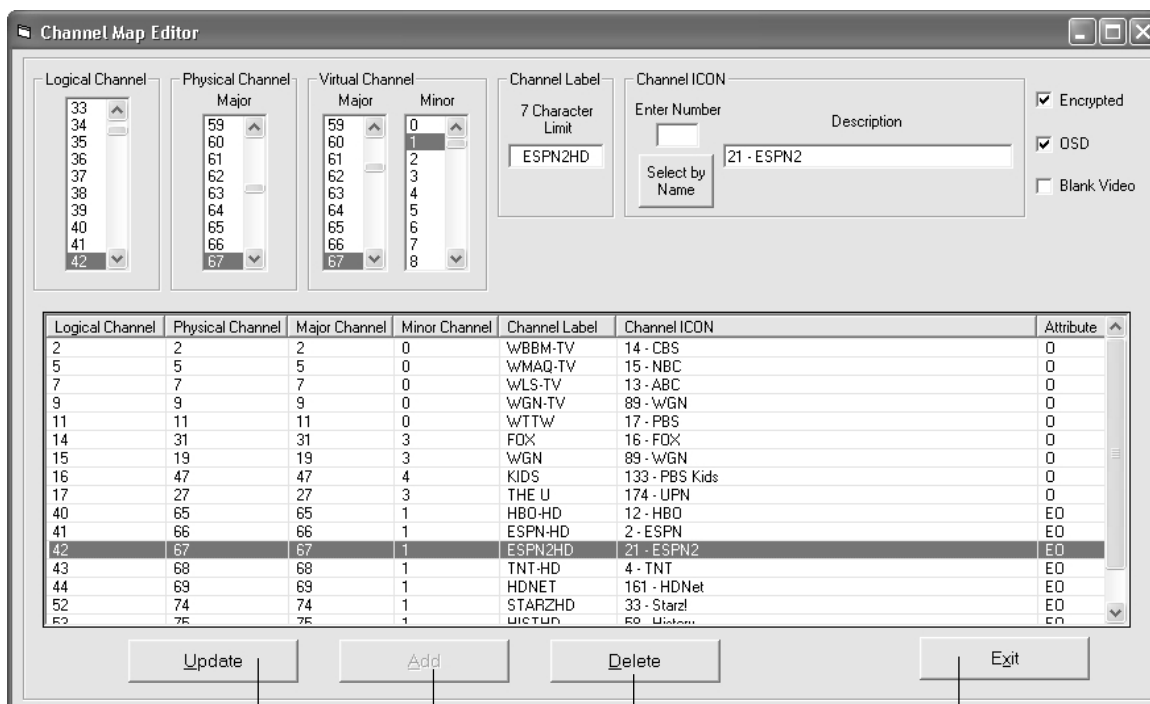 Channel Map Editor
Logical Channel Physical Channel Virtual Channel Channel Label Channel ICON
Major Major Minor 7 Character Limit Enter Number Description
33
34
35
36
37
38
39
40
41
42
59
60
61
62
63
64
65
66
67
59
60
61
62
63
64
65
66
67
0
1
2
3
4
5
6
7
8
ESPN2HD
Select by Name
21 - ESPN2
Encrypted
OSD
Blank Video
Logical Channel Physical Channel Major Channel Minor Channel Channel Label Channel ICON Attribute
2 2 2 0 WBBM-TV 14 - CBS O
5 5 5 0 WMAQ-TV 15 - NBC O
7 7 7 0 WLS-TV 13 - ABC O
9 9 9 0 WGN-TV 89 - WGN O
11 11 11 0 WTTW 17 - PBS O
14 31 31 3 FOX 16 - FOX O
15 19 19 3 WGN 89 - WGN O
16 47 47 4 KIDS 133 - PBS Kids O
17 27 27 3 THE U 174 - UPN O
40 65 65 1 HBO-HD 12 - HBO EO
41 66 66 1 ESPN-HD 2 - ESPN EO
42 67 67 1 ESPN2HD 21 - ESPN2 EO
43 68 68 1 TNT-HD 4 - TNT EO
44 69 69 1 HDNET 161 - HDNet EO
52 74 74 1 STARZHD 33 - Starz! EO
53 75 75 1 HISTHD 58 - History EO
Update Add Delete Exit